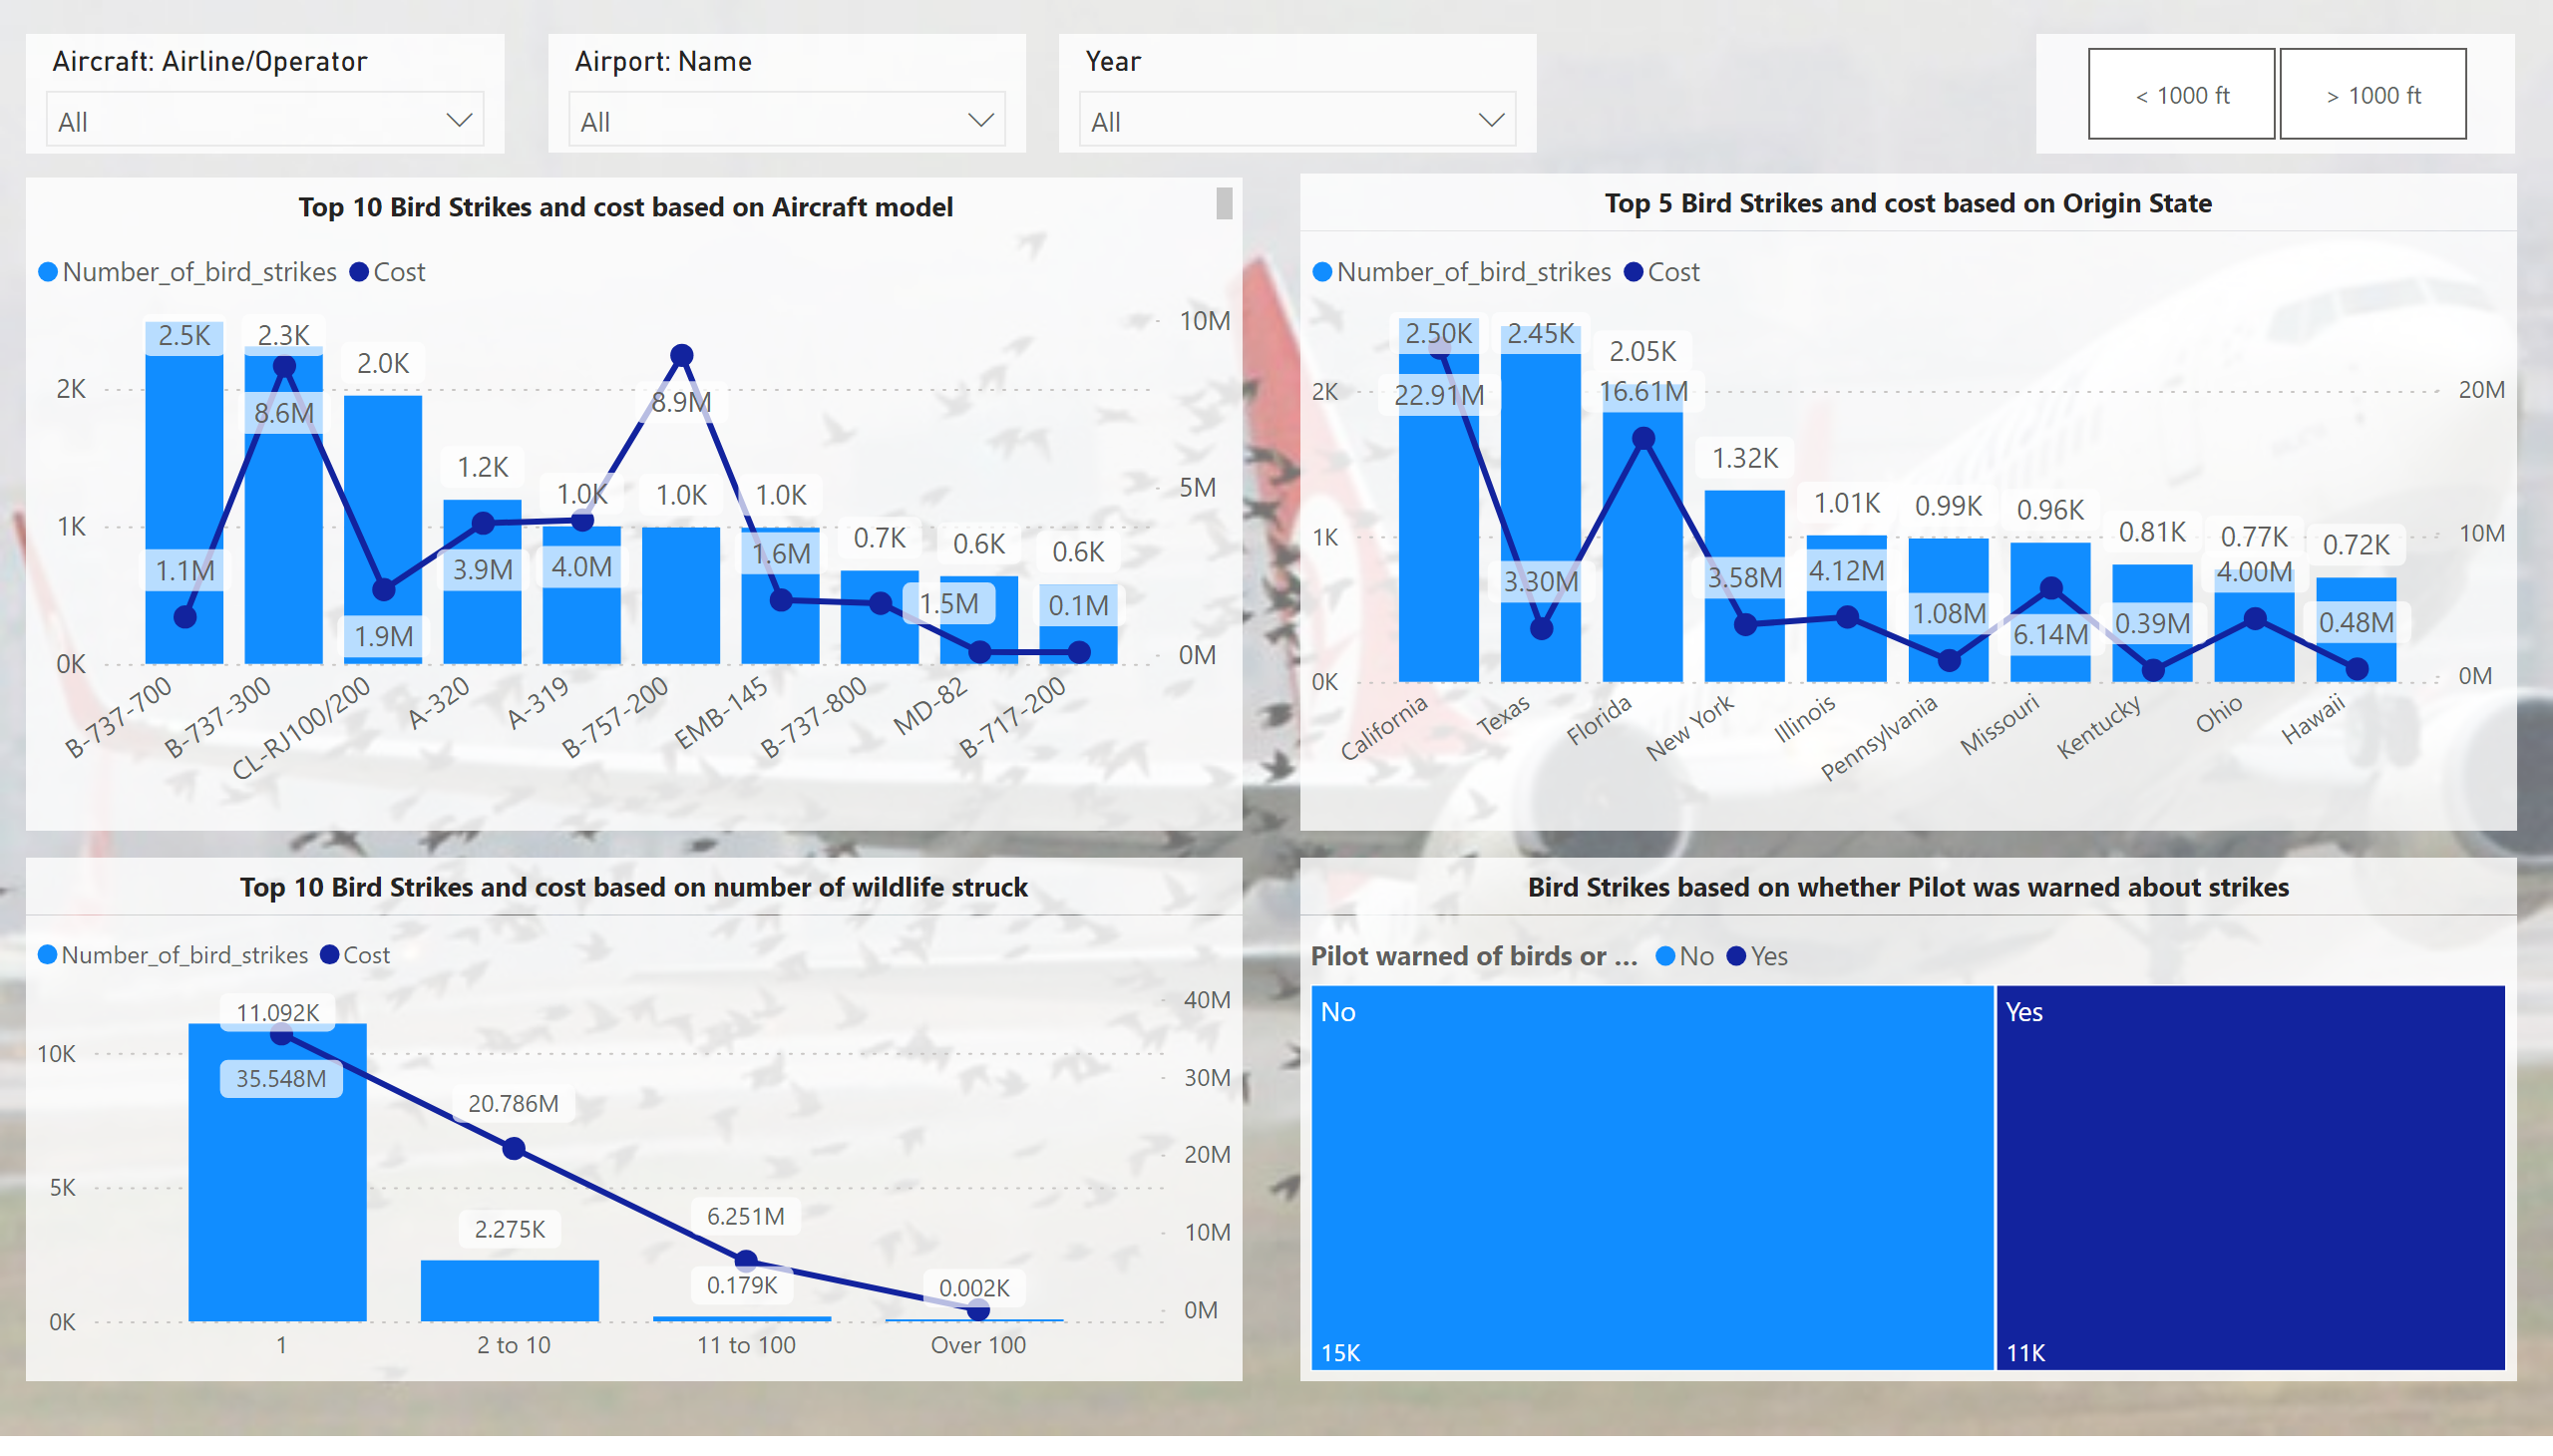 Aircraft: Airline/Operator
All
Airport: Name
All
Year
All
< 1000 ft
> 1000 ft
Top 10 Bird Strikes and cost based on Aircraft model
Number_of_bird_strikes Cost
2K
1K
0K
10M
5M
0M
2.5K 2.3K 2.0K 1.2K 1.0K 1.0K 1.0K 0.7K 0.6K 0.6K
1.1M 8.6M 1.9M 3.9M 4.0M 8.9M 1.6M 1.5M 0.1M
B-737-700 B-737-300 CL-RJ100/200 A-320 A-319 B-757-200 EMB-145 B-737-800 MD-82 B-717-200
Top 5 Bird Strikes and cost based on Origin State
Number_of_bird_strikes Cost
2K
1K
0K
20M
10M
0M
2.50K 2.45K 2.05K 1.32K 1.01K 0.99K 0.96K 0.81K 0.77K 0.72K
22.91M 3.30M 16.61M 3.58M 4.12M 1.08M 6.14M 0.39M 4.00M 0.48M
California Texas Florida New York Illinois Pennsylvania Missouri Kentucky Ohio Hawaii
Top 10 Bird Strikes and cost based on number of wildlife struck
Number_of_bird_strikes Cost
10K
5K
0K
40M
30M
20M
10M
0M
11.092K 2.275K 0.179K 0.002K
35.548M 20.786M 6.251M
1 2 to 10 11 to 100 Over 100
Bird Strikes based on whether Pilot was warned about strikes
Pilot warned of birds or ... No Yes
No
15K
Yes
11K